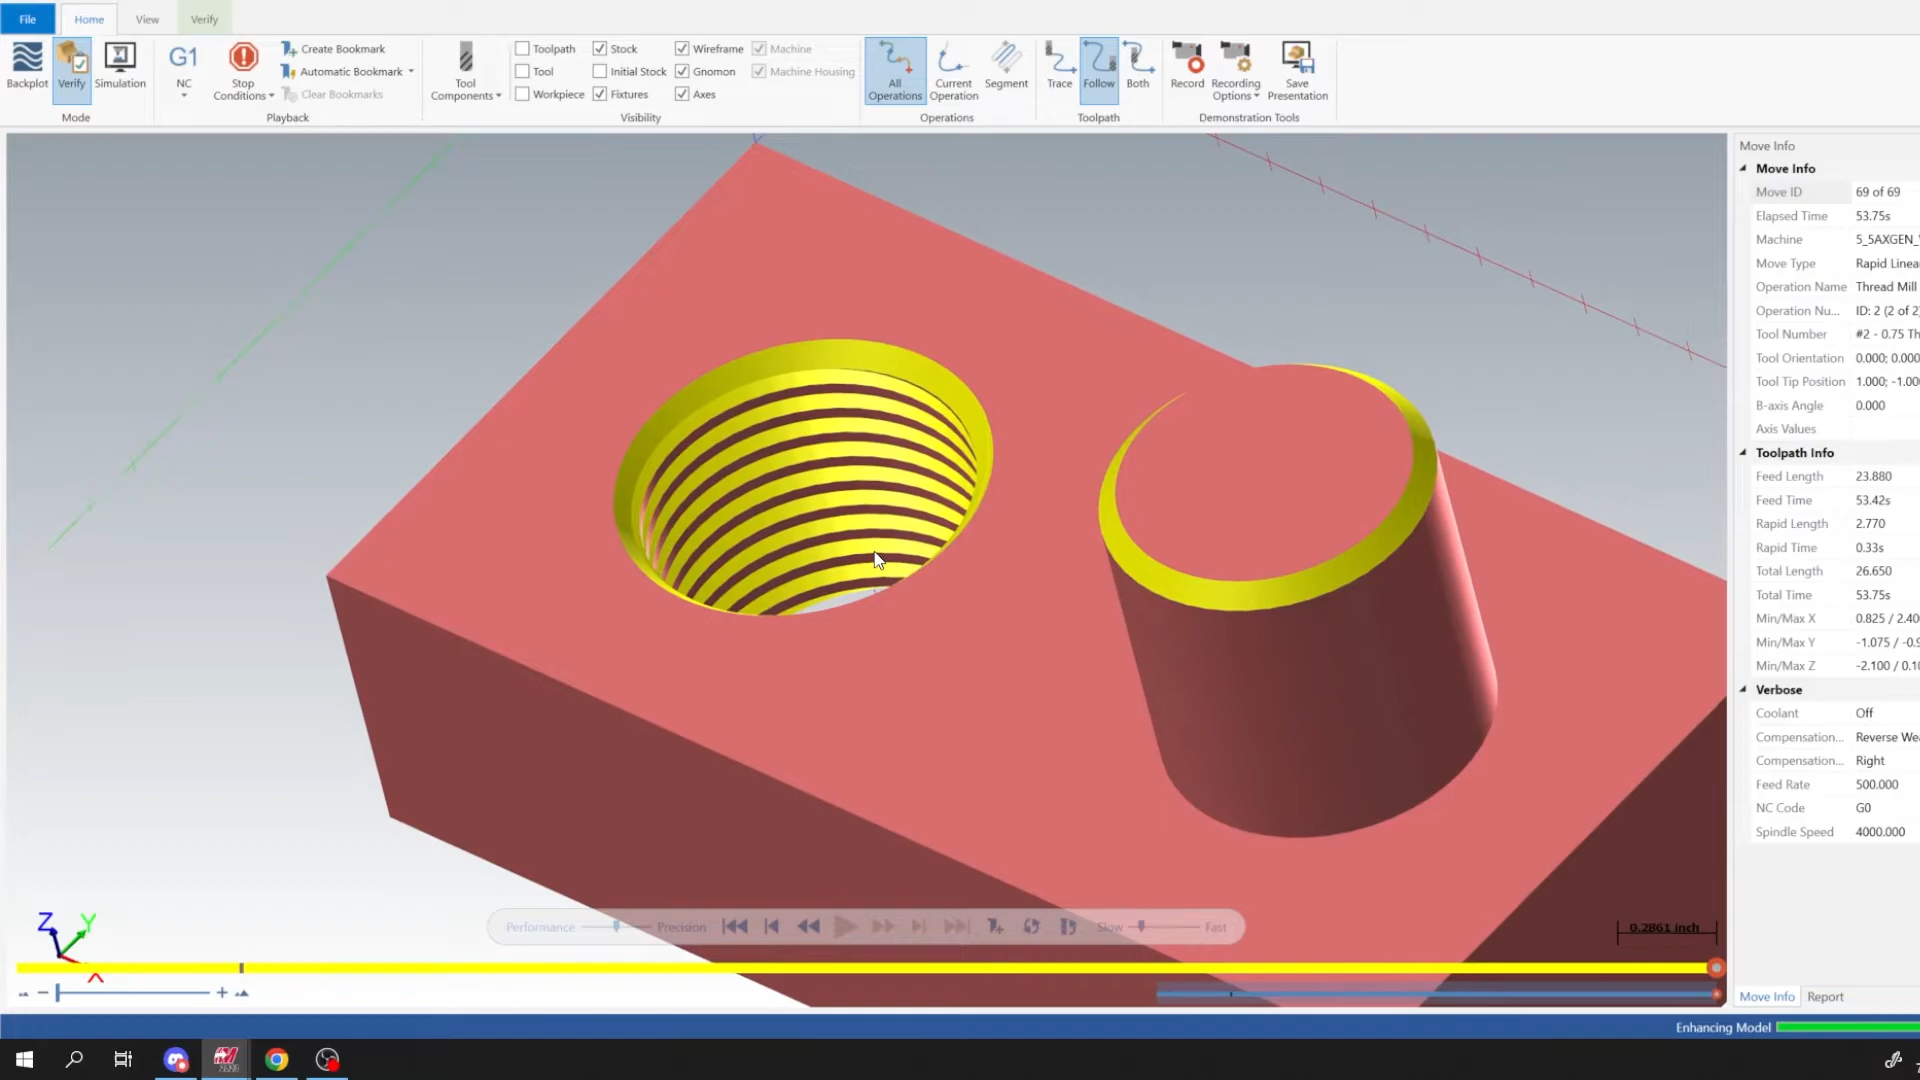 File Home View Verify
Backplot Verify Simulation
Mode
G1
NC
Stop Conditions
Create Bookmark
Automatic Bookmark
Clear Bookmarks
Playback
Tool Components
Toolpath Stock Wireframe Machine
Tool Initial Stock Gnomon Machine Housing
Workpiece Fixtures Axes
Visibility
All Operations
Current Operation
Segment
Operations
Trace Follow Both
Toolpath
Record
Recording Options
Save Presentation
Demonstration Tools
Move Info
Move Info
Move ID 69 of 69
Elapsed Time 53.75s
Machine 5_5AXGEN_
Move Type Rapid Linea
Operation Name Thread Mill
Operation Nu... ID: 2 (2 of 2
Tool Number #2 - 0.75 Th
Tool Orientation 0.000; 0.000
Tool Tip Position 1.000; -1.00
B-axis Angle 0.000
Axis Values
Toolpath Info
Feed Length 23.880
Feed Time 53.42s
Rapid Length 2.770
Rapid Time 0.33s
Total Length 26.650
Total Time 53.75s
Min/Max X 0.825 / 2.40
Min/Max Y -1.075 / -0.9
Min/Max Z -2.100 / 0.10
Verbose
Coolant Off
Compensation... Reverse Wea
Compensation... Right
Feed Rate 500.000
NC Code G0
Spindle Speed 4000.000
Z Y
X
Performance Precision Slow Fast
0.2861 inch
Move Info Report
Enhancing Model